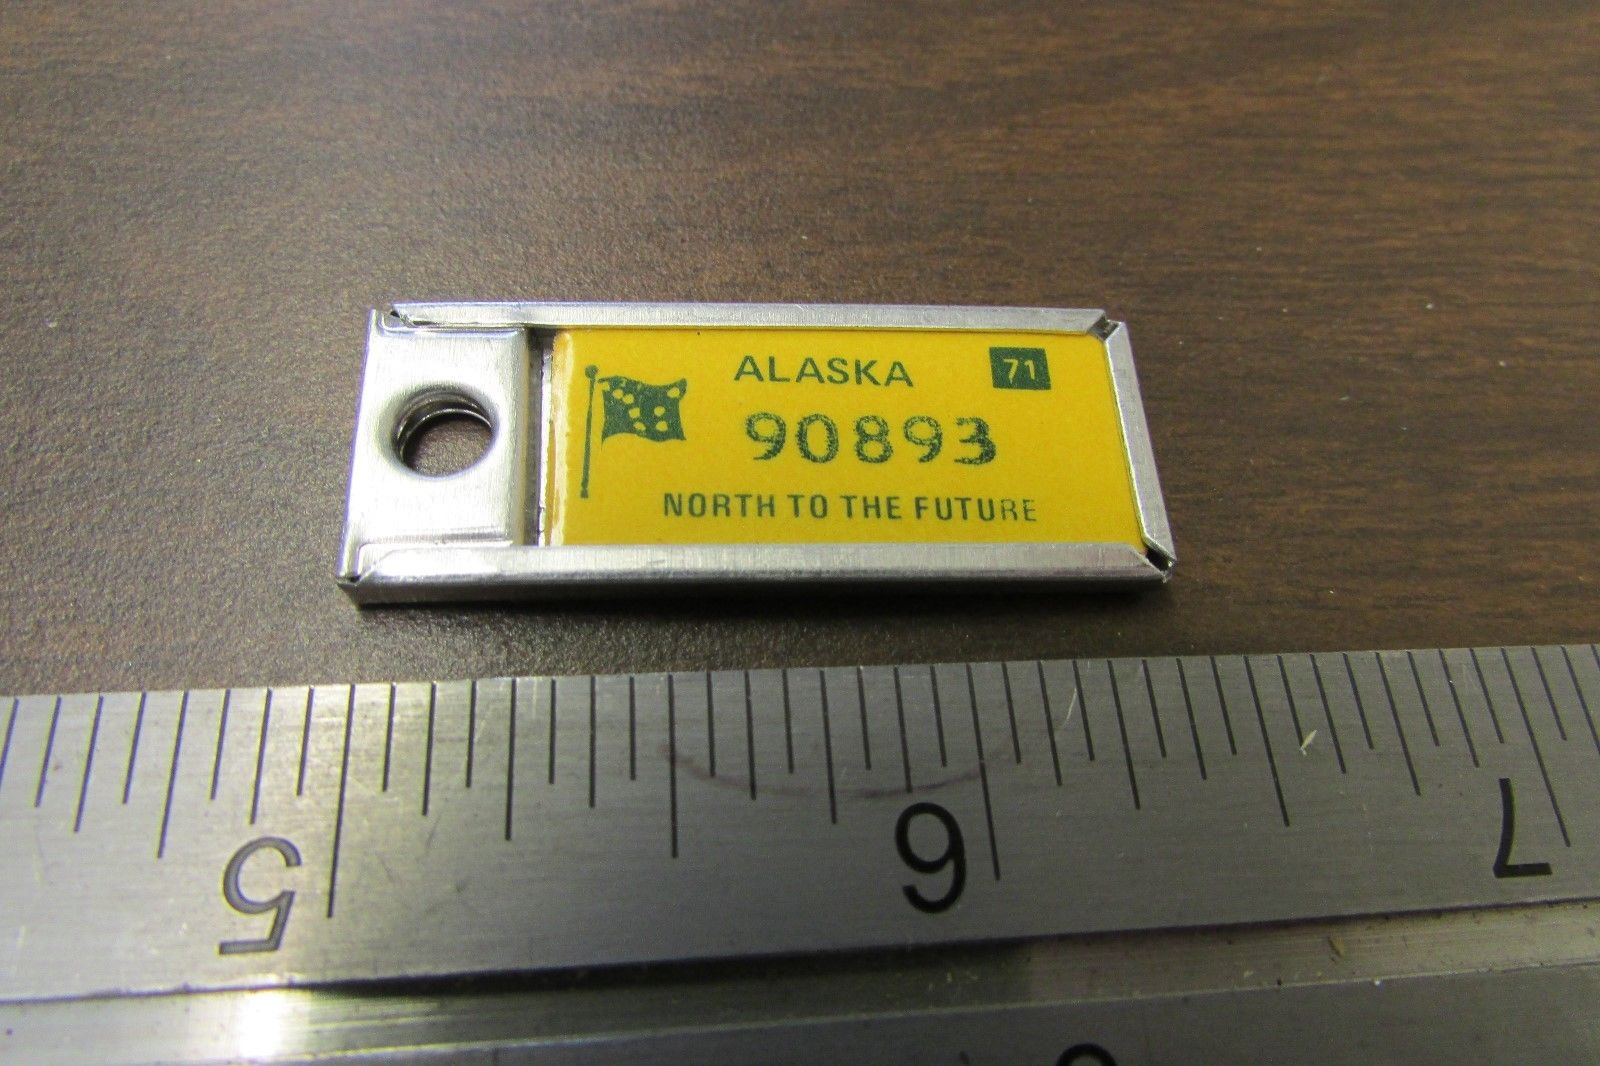 ALASKA 71
90893
NORTH TO THE FUTURE
5 6 7